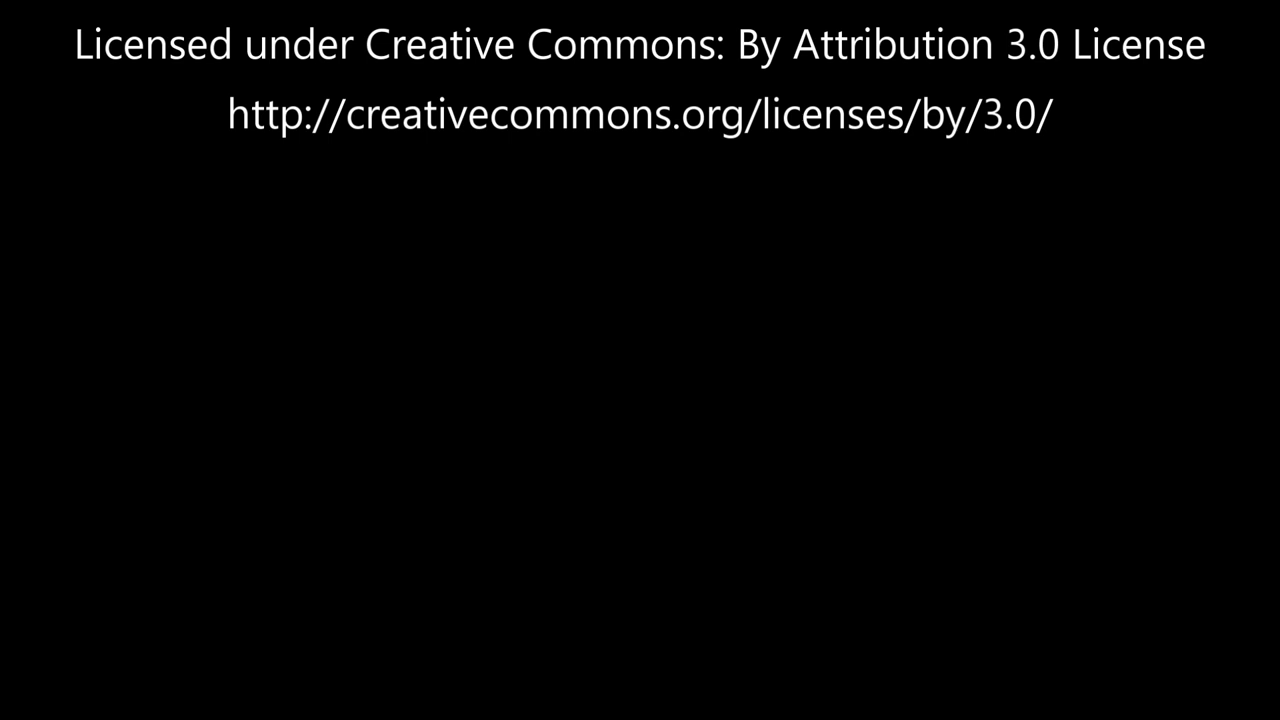 Licensed under Creative Commons: By Attribution 3.0 License
http://creativecommons.org/licenses/by/3.0/